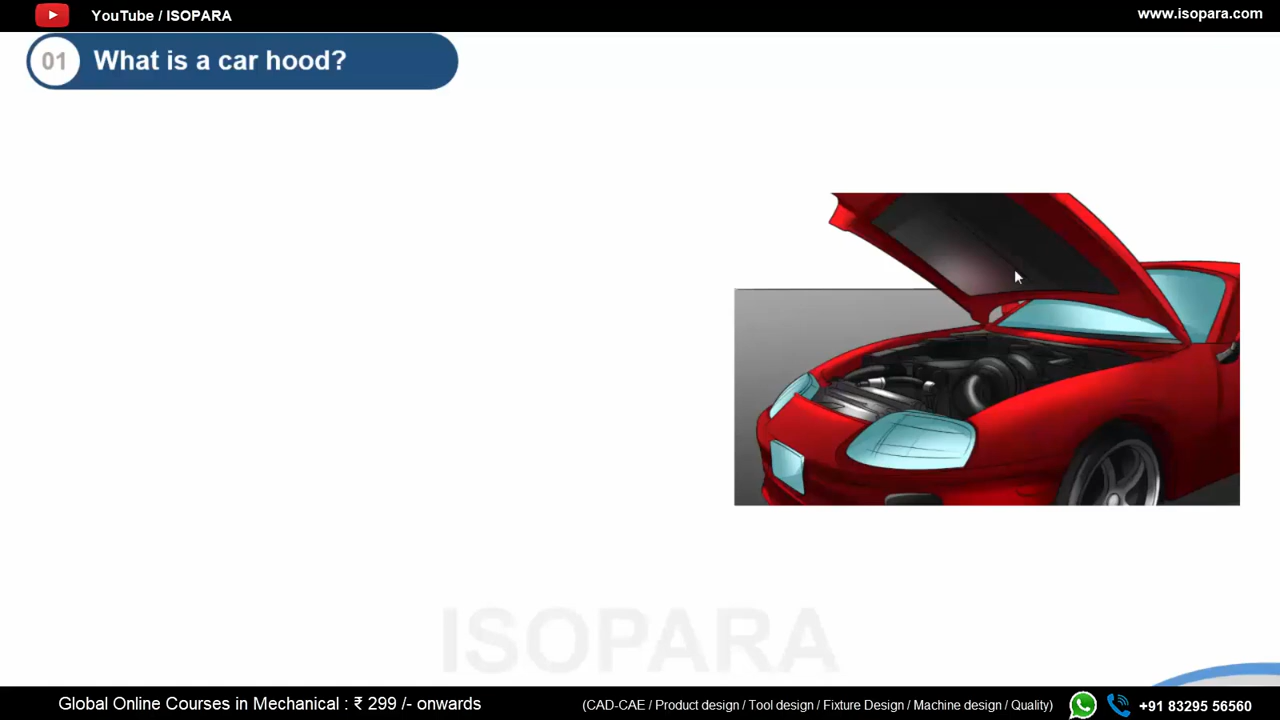 YouTube / ISOPARA
www.isopara.com
01 What is a car hood?
ISOPARA
Global Online Courses in Mechanical : ₹ 299 /- onwards
(CAD-CAE / Product design / Tool design / Fixture Design / Machine design / Quality)
+91 83295 56560